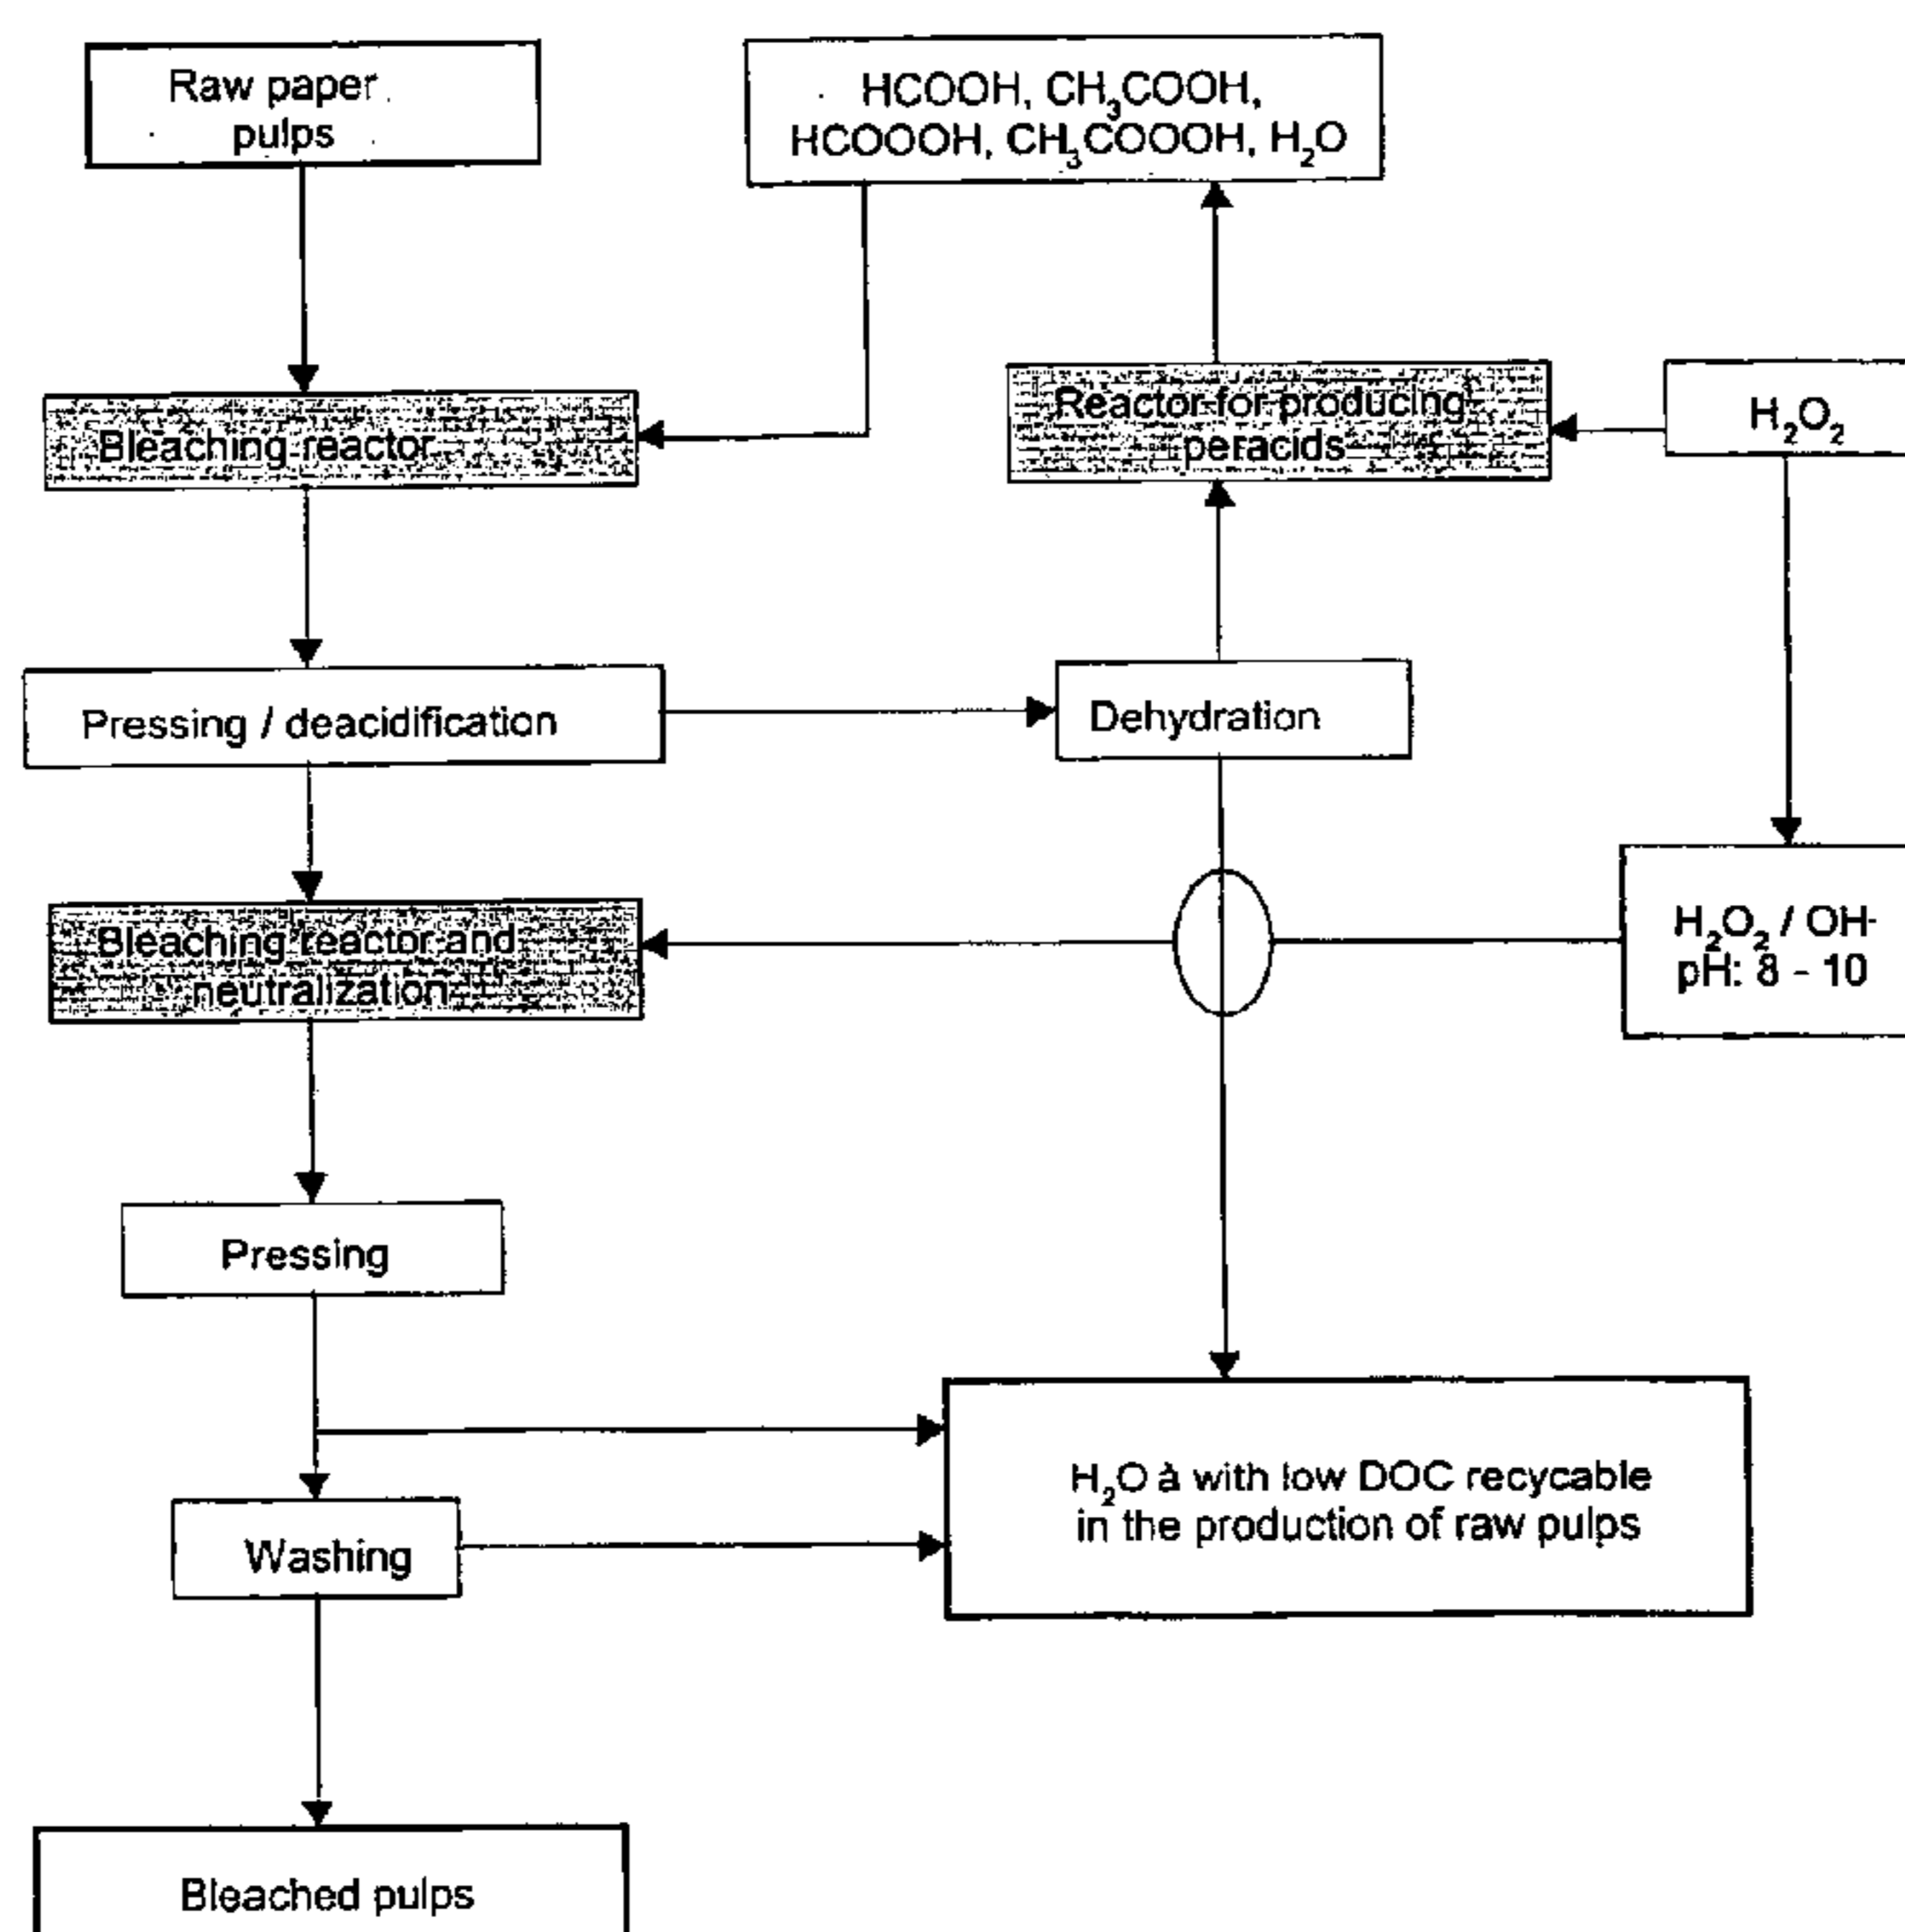 Raw paper
pulps
HCOOH, CH₃COOH,
HCOOOH, CH₃COOOH, H₂O
Bleaching reactor
Reactor for producing
peracids
H₂O₂
Pressing / deacidification
Dehydration
Bleaching reactor and
neutralization
H₂O₂ / OH-
pH: 8 - 10
Pressing
H₂O à with low DOC recycable
in the production of raw pulps
Washing
Bleached pulps